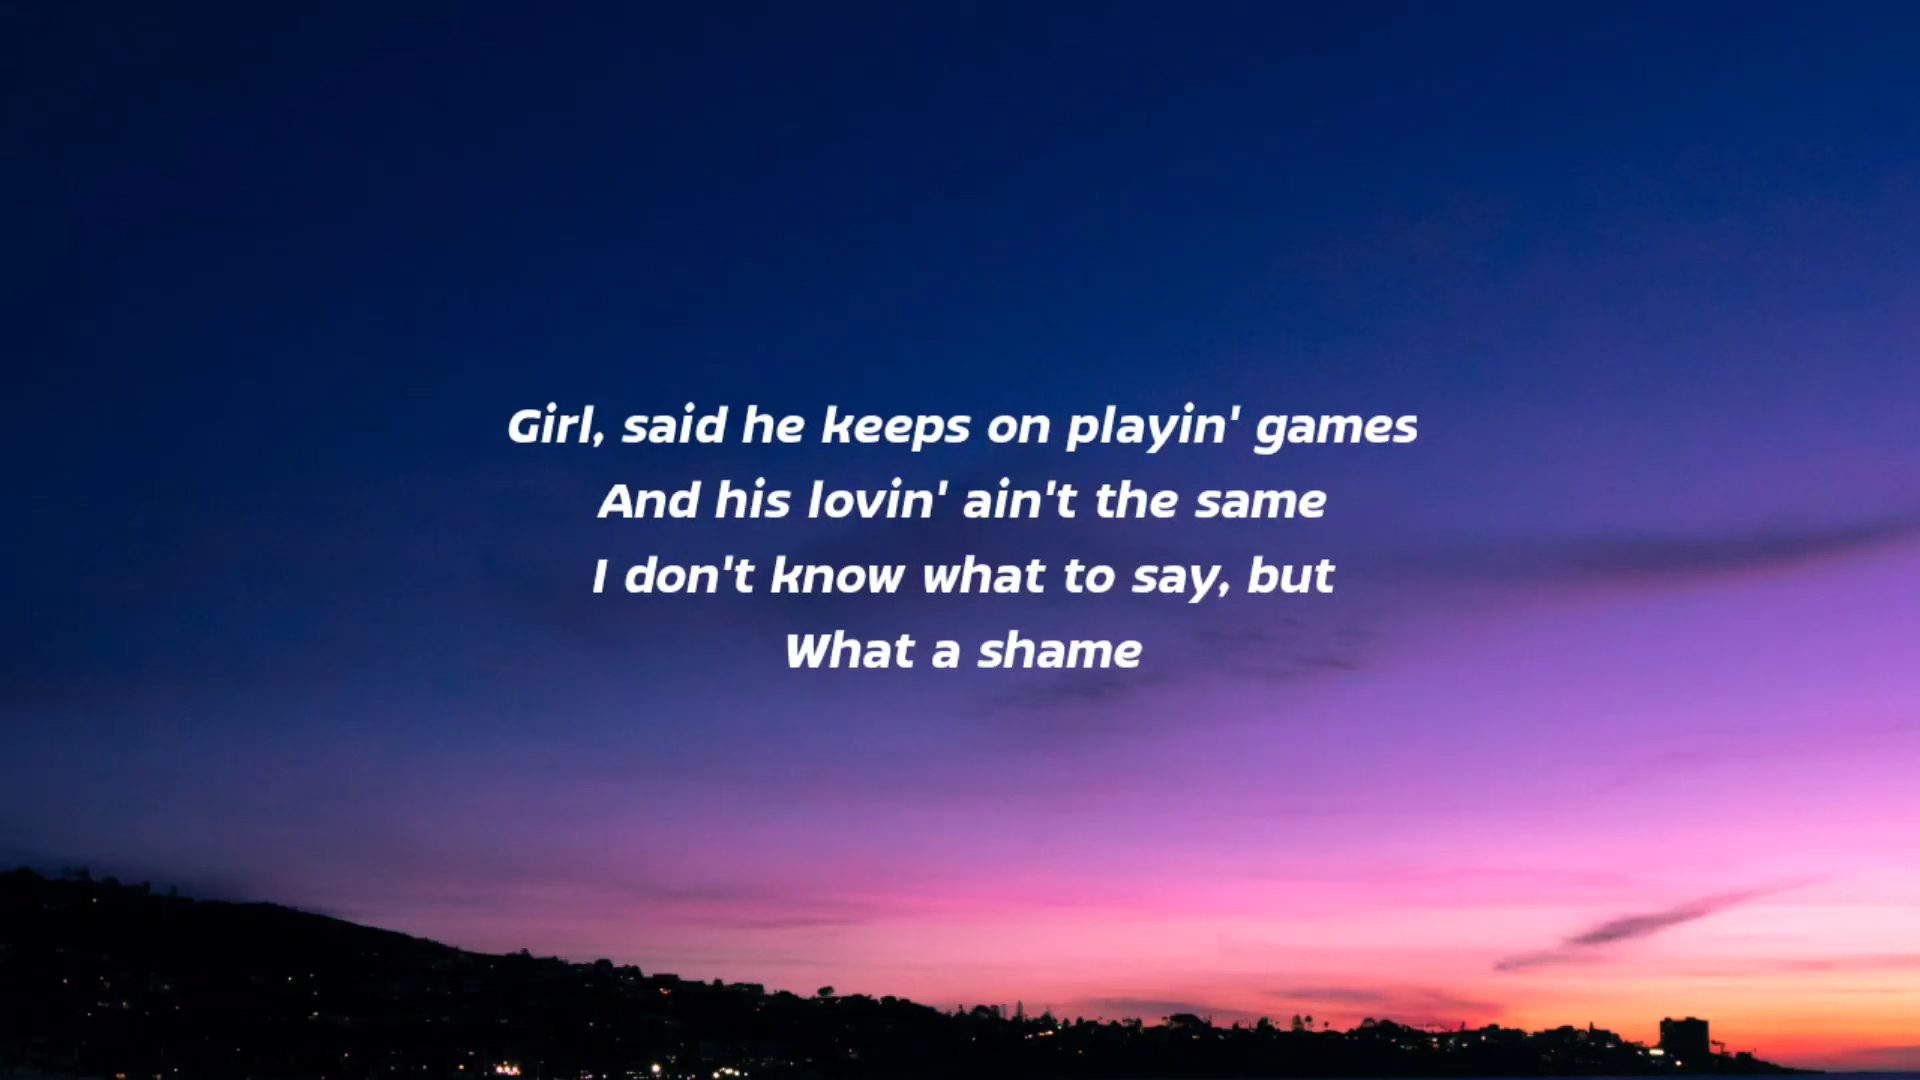 Girl, said he keeps on playin' games
And his lovin' ain't the same
I don't know what to say, but
What a shame